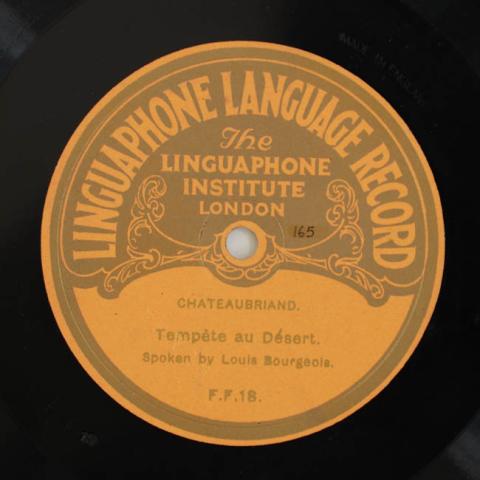 LINGUAPHONE LANGUAGE RECORD
The
LINGUAPHONE
INSTITUTE
LONDON
165
CHATEAUBRIAND.
Tempète au Désert.
Spoken by Louis Bourgeois.
F.F.18.
MADE IN ENGLAND